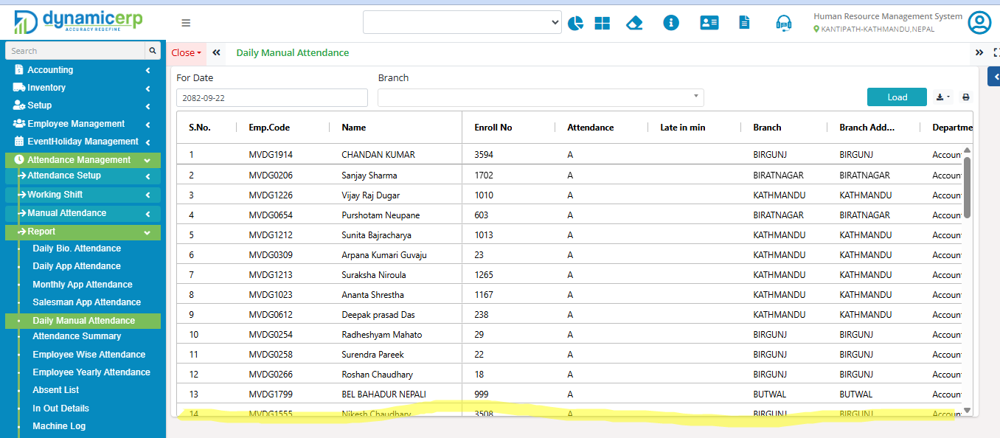 dynamicerp
ACCURACY REDEFINE
Human Resource Management System
KANTIPATH-KATHMANDU,NEPAL
Search
Close
Daily Manual Attendance
Accounting
Inventory
Setup
Employee Management
EventHoliday Management
Attendance Management
Attendance Setup
Working Shift
Manual Attendance
Report
Daily Bio. Attendance
Daily App Attendance
Monthly App Attendance
Salesman App Attendance
Daily Manual Attendance
Attendance Summary
Employee Wise Attendance
Employee Yearly Attendance
Absent List
In Out Details
Machine Log
For Date Branch
2082-09-22 Load
S.No. Emp.Code Name Enroll No Attendance Late in min Branch Branch Add... Departme
1 MVDG1914 CHANDAN KUMAR 3594 A BIRGUNJ BIRGUNJ Accoun
2 MVDG0206 Sanjay Sharma 1702 A BIRATNAGAR BIRATNAGAR Accoun
3 MVDG1226 Vijay Raj Dugar 1010 A KATHMANDU KATHMANDU Accoun
4 MVDG0654 Purshotam Neupane 603 A BIRATNAGAR BIRATNAGAR Accoun
5 MVDG1212 Sunita Bajracharya 1013 A KATHMANDU KATHMANDU Accoun
6 MVDG0309 Arpana Kumari Guvaju 23 A KATHMANDU KATHMANDU Accoun
7 MVDG1213 Suraksha Niroula 1265 A KATHMANDU KATHMANDU Accoun
8 MVDG1023 Ananta Shrestha 1167 A KATHMANDU KATHMANDU Accoun
9 MVDG0612 Deepak prasad Das 238 A KATHMANDU KATHMANDU Accoun
10 MVDG0254 Radheshyam Mahato 29 A BIRGUNJ BIRGUNJ Accoun
11 MVDG0258 Surendra Pareek 22 A BIRGUNJ BIRGUNJ Accoun
12 MVDG0266 Roshan Chaudhary 18 A BIRGUNJ BIRGUNJ Accoun
13 MVDG1799 BEL BAHADUR NEPALI 999 A BUTWAL BUTWAL Accoun
14 MVDG1555 Nikesh Chaudhary 3508 A BIRGUNJ BIRGUNJ Accoun